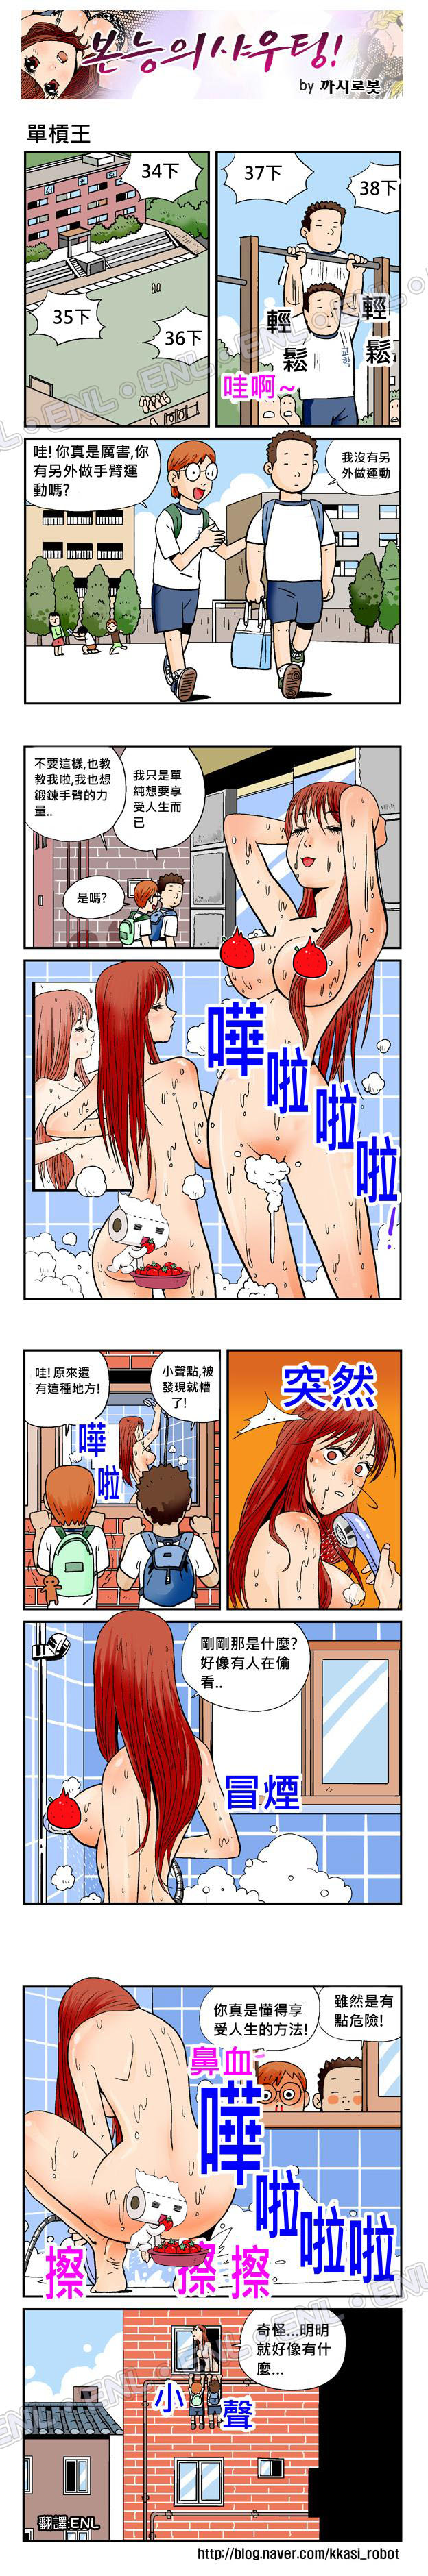 본능의샤우팅!
by 까시로봇
單槓王
34下
35下
36下
37下
38下
輕
鬆
輕
鬆
哇啊~
哇! 你真是厲害,你
有另外做手臂運
動嗎?
我沒有另
外做運動
不要這樣,也教
教我啦,我也想
鍛鍊手臂的力
量..
我只是單
純想要享
受人生而
已
是嗎?
嘩
啦
啦
啦!
哇! 原來還
有這種地方!
小聲點,被
發現就糟
了!
嘩
啦
突然
剛剛那是什麼?
好像有人在偷
看..
冒煙
你真是懂得享
受人生的方法!
雖然是有
點危險!
鼻血~
嘩
啦
啦
啦
擦
擦
擦
奇怪...明明
就好像有什
麼...
小
聲
翻譯:ENL
ENL ENL ENL ENL
ENL ENL ENL ENL
http://blog.naver.com/kkasi_robot